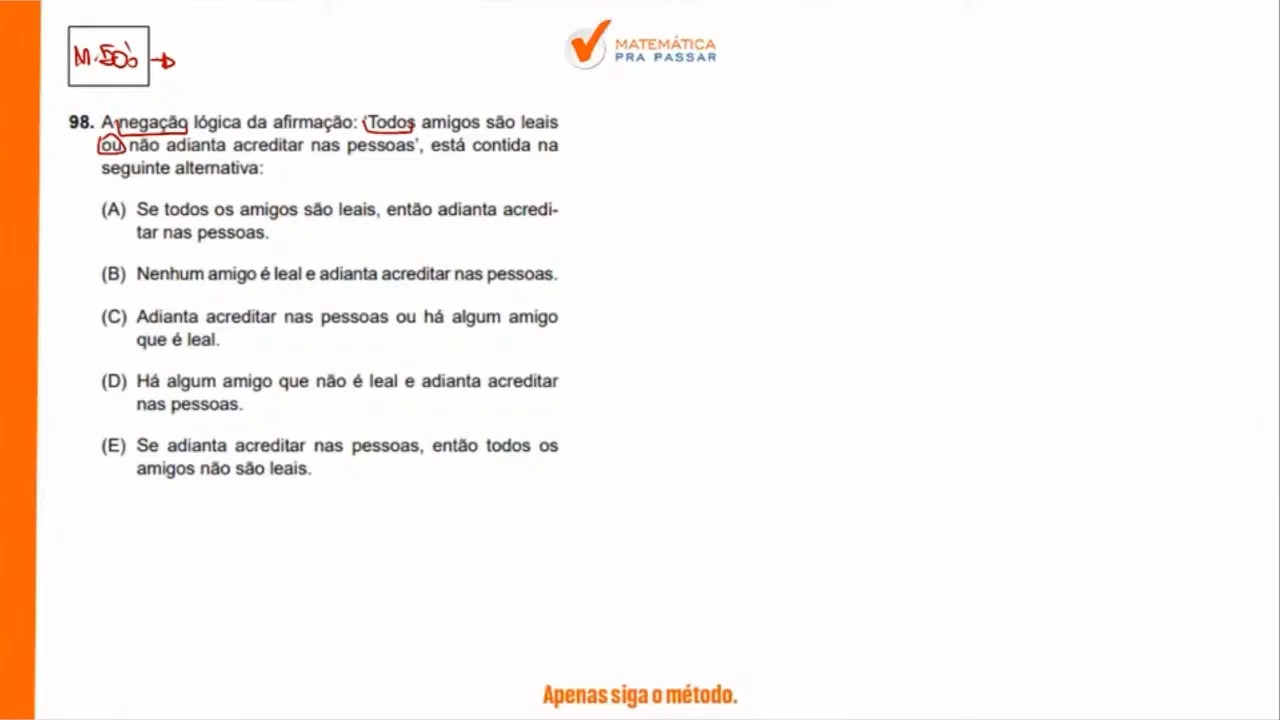 MATEMÁTICA
PRA PASSAR
98. A negação lógica da afirmação: 'Todos amigos são leais
ou não adianta acreditar nas pessoas', está contida na
seguinte alternativa:
(A) Se todos os amigos são leais, então adianta acredi-
tar nas pessoas.
(B) Nenhum amigo é leal e adianta acreditar nas pessoas.
(C) Adianta acreditar nas pessoas ou há algum amigo
que é leal.
(D) Há algum amigo que não é leal e adianta acreditar
nas pessoas.
(E) Se adianta acreditar nas pessoas, então todos os
amigos não são leais.
Apenas siga o método.